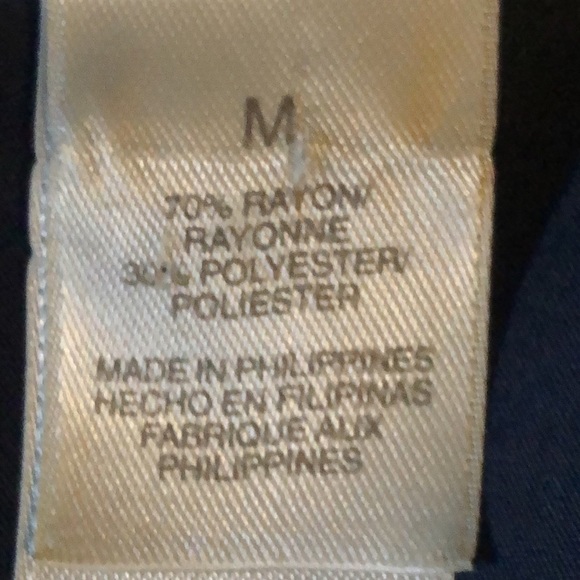 M
70% RAYON/
RAYONNE
30% POLYESTER/
POLIESTER
MADE IN PHILIPPINES
HECHO EN FILIPINAS
FABRIQUE AUX
PHILIPPINES